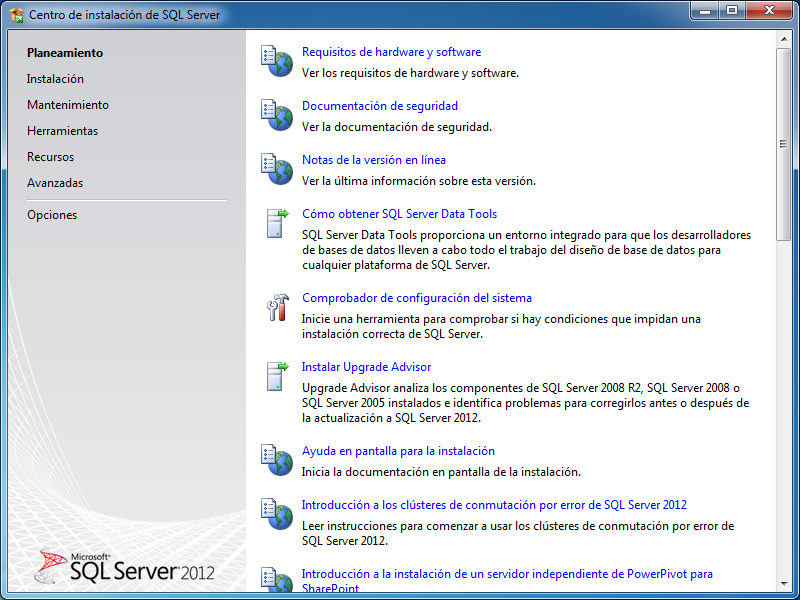 Centro de instalación de SQL Server
Planeamiento
Instalación
Mantenimiento
Herramientas
Recursos
Avanzadas
Opciones
Requisitos de hardware y software
Ver los requisitos de hardware y software.
Documentación de seguridad
Ver la documentación de seguridad.
Notas de la versión en línea
Ver la última información sobre esta versión.
Cómo obtener SQL Server Data Tools
SQL Server Data Tools proporciona un entorno integrado para que los desarrolladores
de bases de datos lleven a cabo todo el trabajo del diseño de base de datos para
cualquier plataforma de SQL Server.
Comprobador de configuración del sistema
Inicie una herramienta para comprobar si hay condiciones que impidan una
instalación correcta de SQL Server.
Instalar Upgrade Advisor
Upgrade Advisor analiza los componentes de SQL Server 2008 R2, SQL Server 2008 o
SQL Server 2005 instalados e identifica problemas para corregirlos antes o después de
la actualización a SQL Server 2012.
Ayuda en pantalla para la instalación
Inicia la documentación en pantalla de la instalación.
Introducción a los clústeres de conmutación por error de SQL Server 2012
Leer instrucciones para comenzar a usar los clústeres de conmutación por error de
SQL Server 2012.
Introducción a la instalación de un servidor independiente de PowerPivot para
SharePoint
Microsoft®
SQL Server 2012